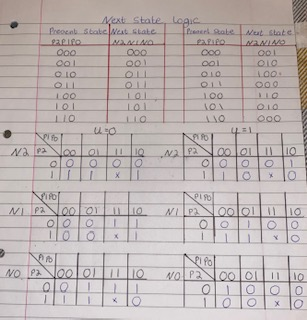 Next State Logic
Present State Next State Present State Next State
P2P1P0 N2N1N0 P2P1P0 N2N1N0
000 000 000 001
001 001 001 010
010 011 010 100
011 011 011 000
100 100 100 110
101 101 101 010
110 110 110 000
U=0 U=1
P1P0 P1P0
N2 P2 00 01 11 10 N2 P2 00 01 11 10
0 0 0 0 0 0 0 0 0 1
1 1 1 x 1 1 1 0 x 0
P1P0 P1P0
N1 P2 00 01 11 10 N1 P2 00 01 11 10
0 0 0 1 1 0 0 1 0 0
1 0 0 x 1 1 1 1 x 0
P1P0 P1P0
N0 P2 00 01 11 10 N0 P2 00 01 11 10
0 0 1 1 1 0 1 0 0 0
1 1 1 x 0 1 0 0 x 0